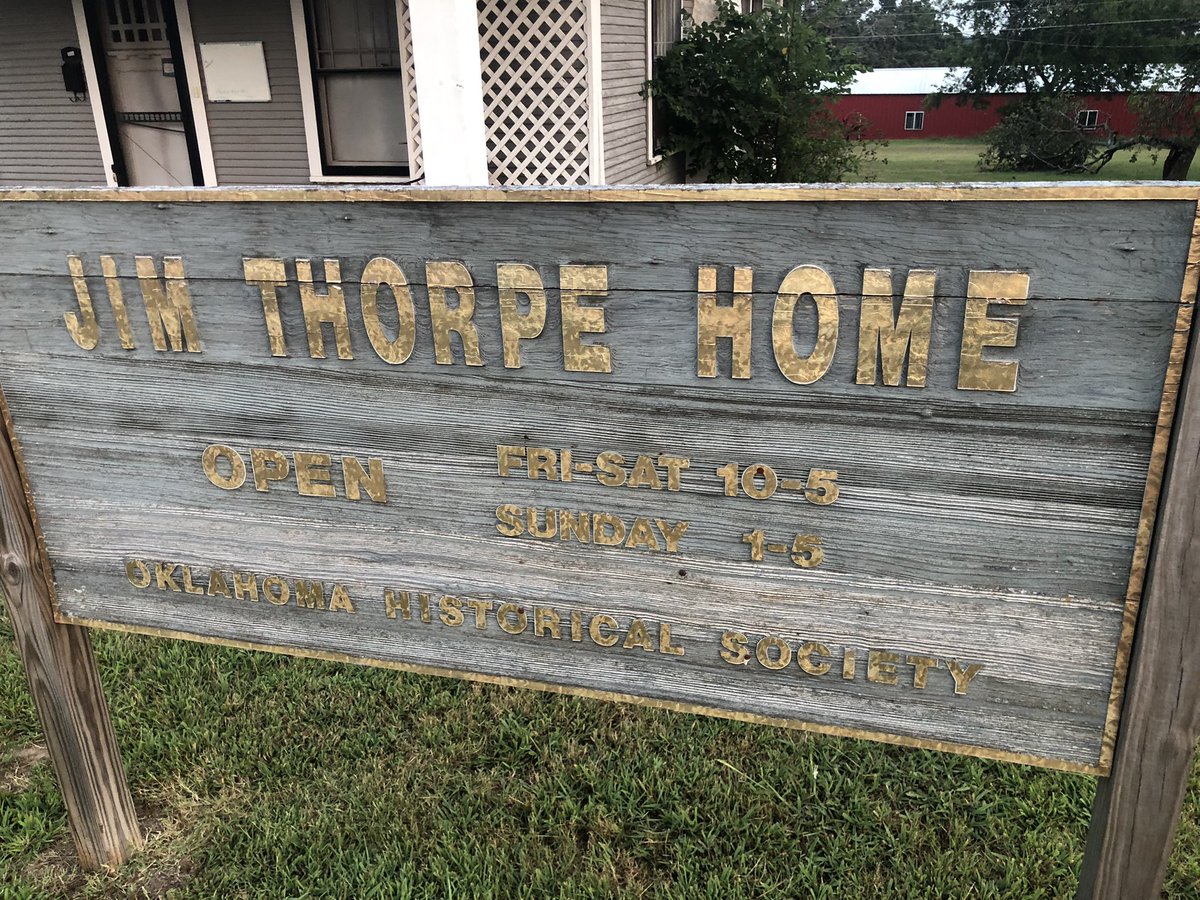 JIM THORPE HOME
OPEN FRI-SAT 10-5
SUNDAY 1-5
OKLAHOMA HISTORICAL SOCIETY